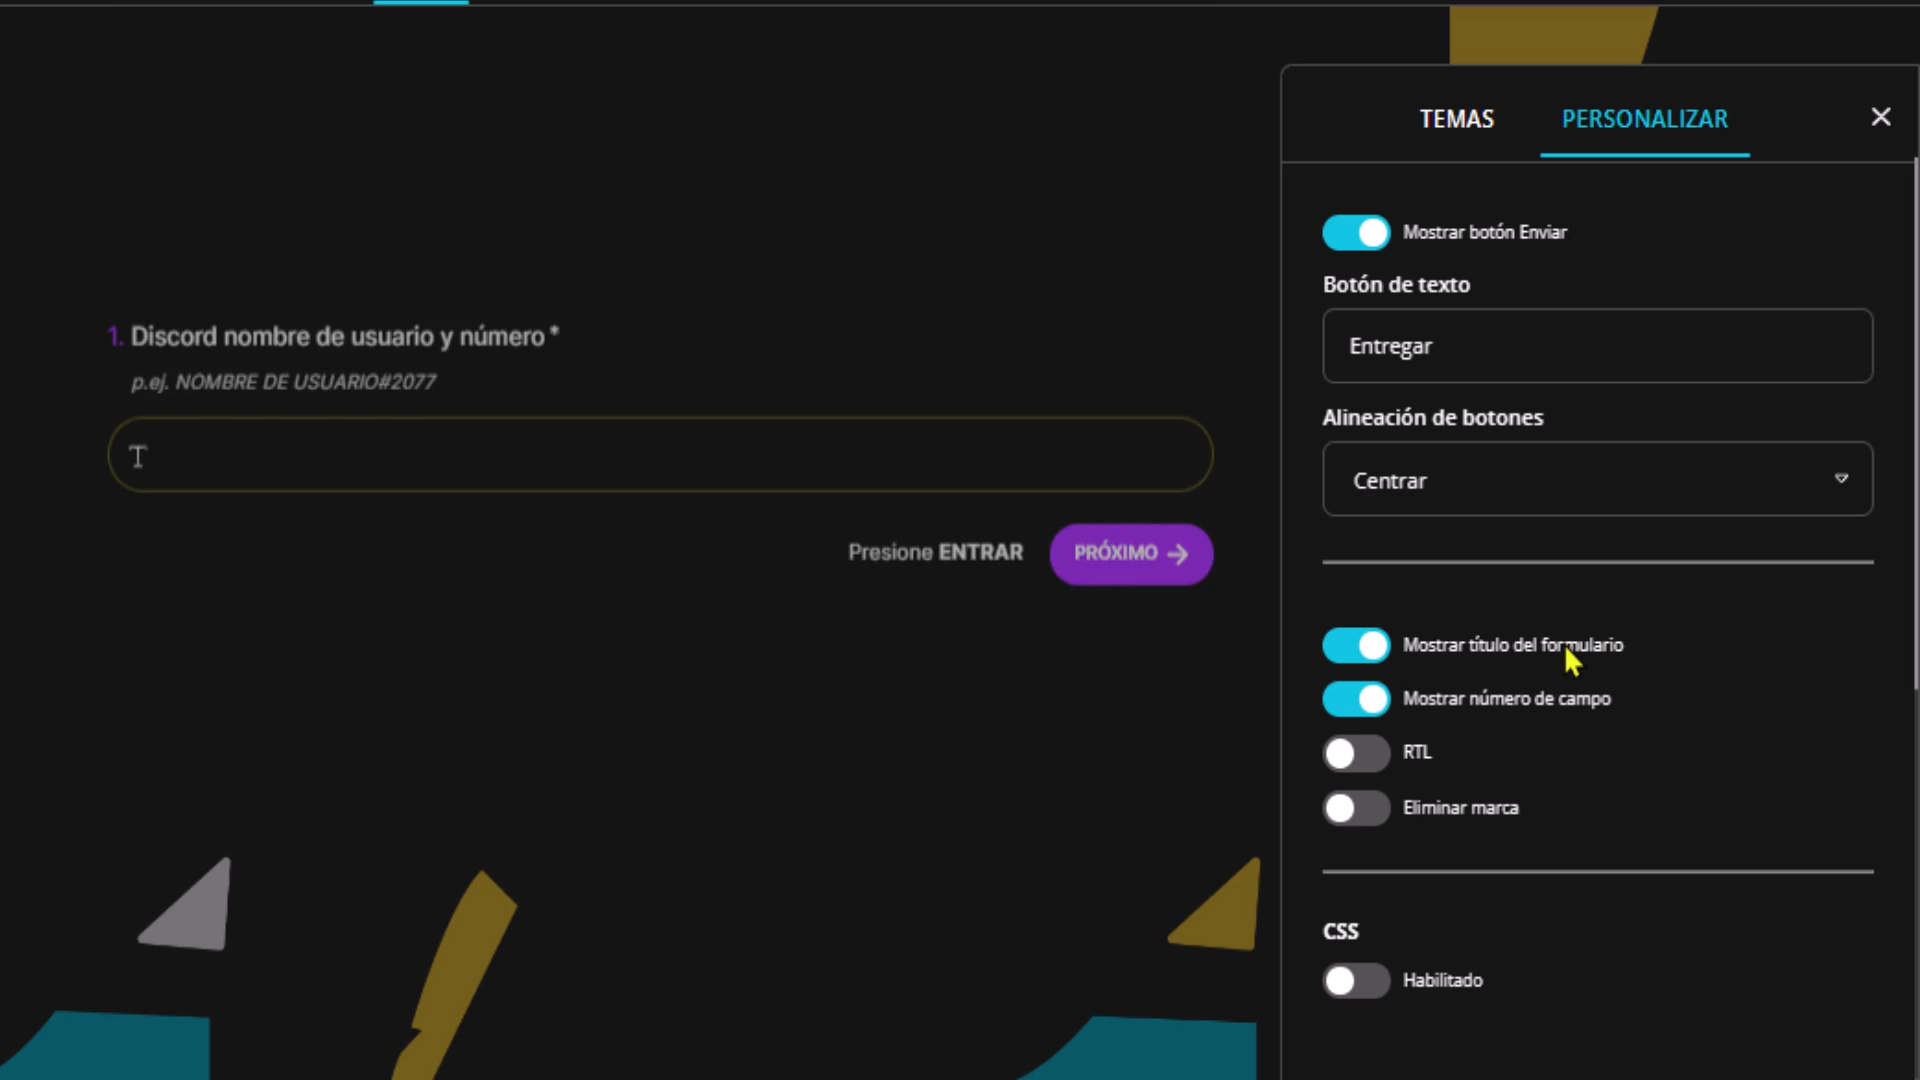 TEMAS
PERSONALIZAR
Mostrar botón Enviar
Botón de texto
Entregar
Alineación de botones
Centrar
Mostrar título del formulario
Mostrar número de campo
RTL
Eliminar marca
CSS
Habilitado
1. Discord nombre de usuario y número*
p.ej. NOMBRE DE USUARIO#2077
Presione ENTRAR
PRÓXIMO